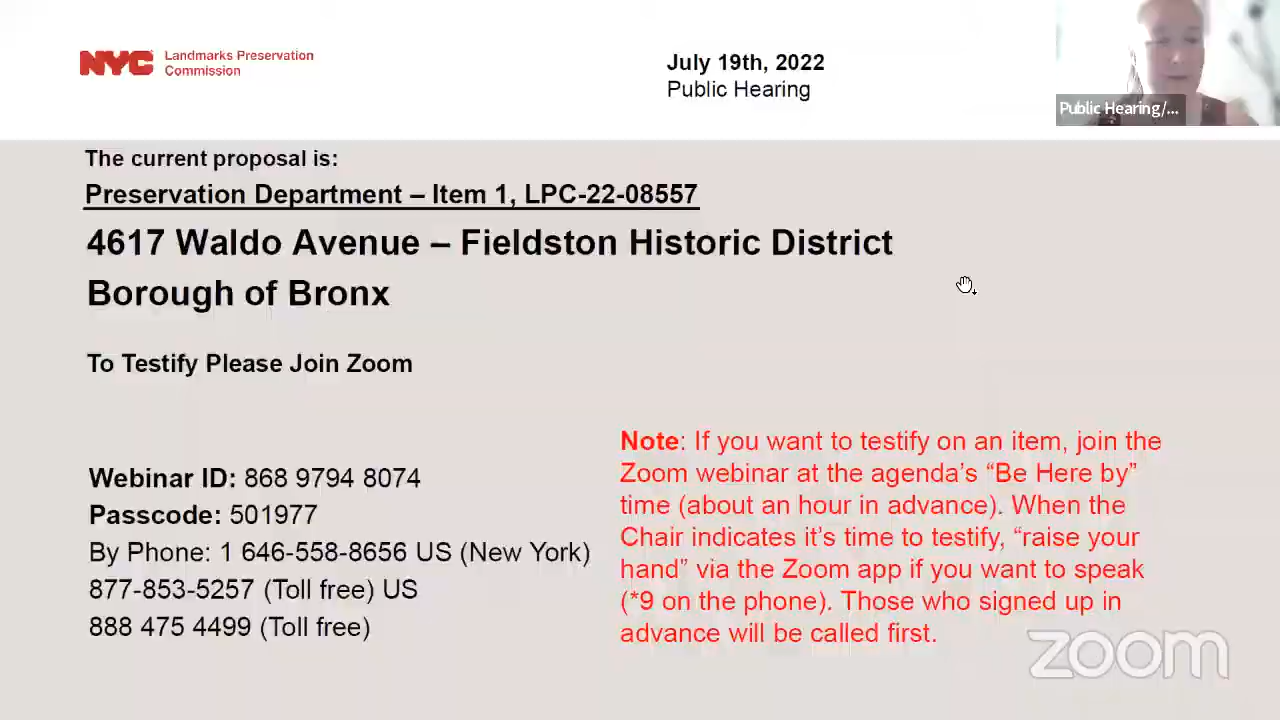 NYC Landmarks Preservation
Commission
July 19th, 2022
Public Hearing
Public Hearing/...
The current proposal is:
Preservation Department – Item 1, LPC-22-08557
4617 Waldo Avenue – Fieldston Historic District
Borough of Bronx
To Testify Please Join Zoom
Webinar ID: 868 9794 8074
Passcode: 501977
By Phone: 1 646-558-8656 US (New York)
877-853-5257 (Toll free) US
888 475 4499 (Toll free)
Note: If you want to testify on an item, join the
Zoom webinar at the agenda’s “Be Here by”
time (about an hour in advance). When the
Chair indicates it’s time to testify, “raise your
hand” via the Zoom app if you want to speak
(*9 on the phone). Those who signed up in
advance will be called first.
zoom